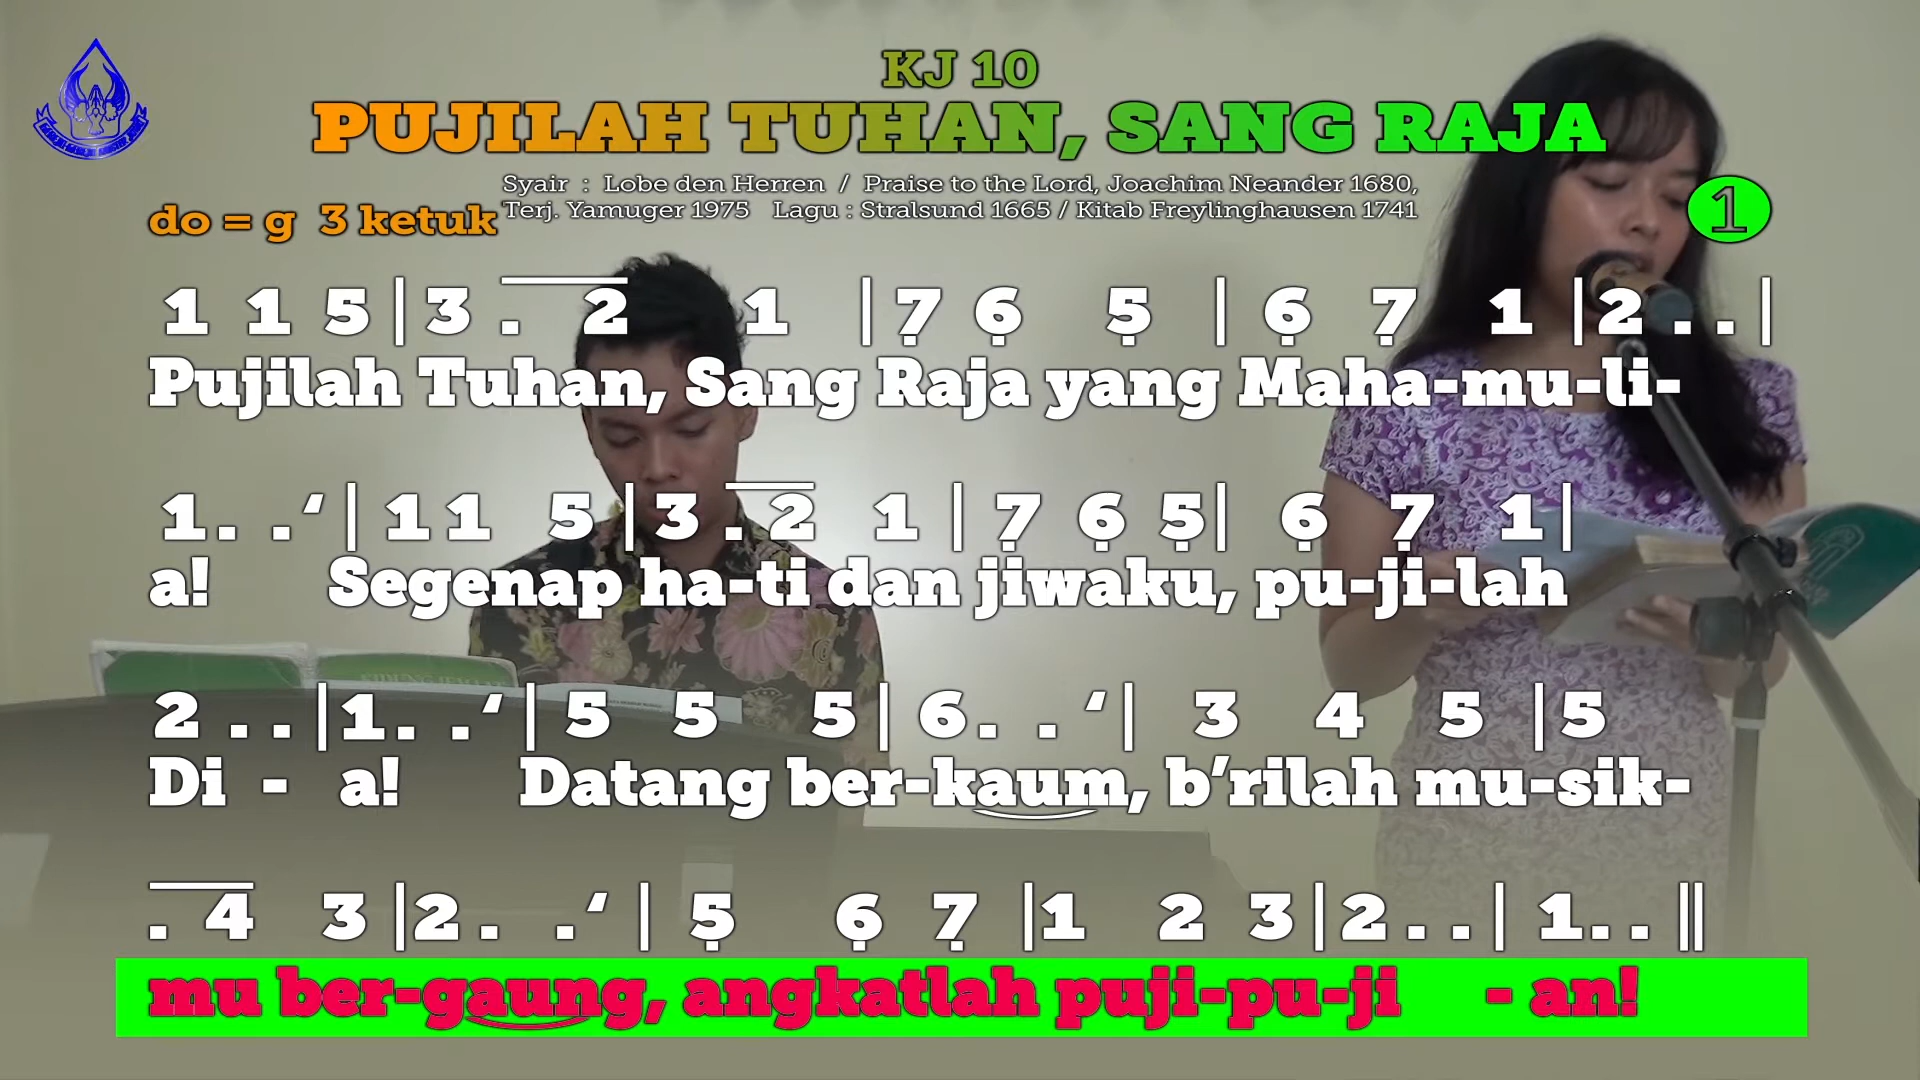 KJ 10
PUJILAH TUHAN, SANG RAJA
Syair : Lobe den Herren / Praise to the Lord, Joachim Neander 1680,
Terj. Yamuger 1975 Lagu : Stralsund 1665 / Kitab Freylinghausen 1741
do = g 3 ketuk
1
1 1 5 | 3 . 2 1 | 7̣ 6̣ 5̣ | 6̣ 7̣ 1 | 2 . . |
Pujilah Tuhan, Sang Raja yang Maha-mu-li-
1 . . ‘ | 1 1 5 | 3 . 2 1 | 7̣ 6̣ 5̣ | 6̣ 7̣ 1 |
a! Segenap ha-ti dan jiwaku, pu-ji-lah
2 . . | 1 . . ‘ | 5 5 5 | 6 . . ‘ | 3 4 5 | 5
Di - a! Datang ber-kaum, b’rilah mu-sik-
. 4 3 | 2 . . ‘ | 5̣ 6̣ 7̣ | 1 2 3 | 2 . . | 1 . . ||
mu ber-gaung, angkatlah puji-pu-ji - an!